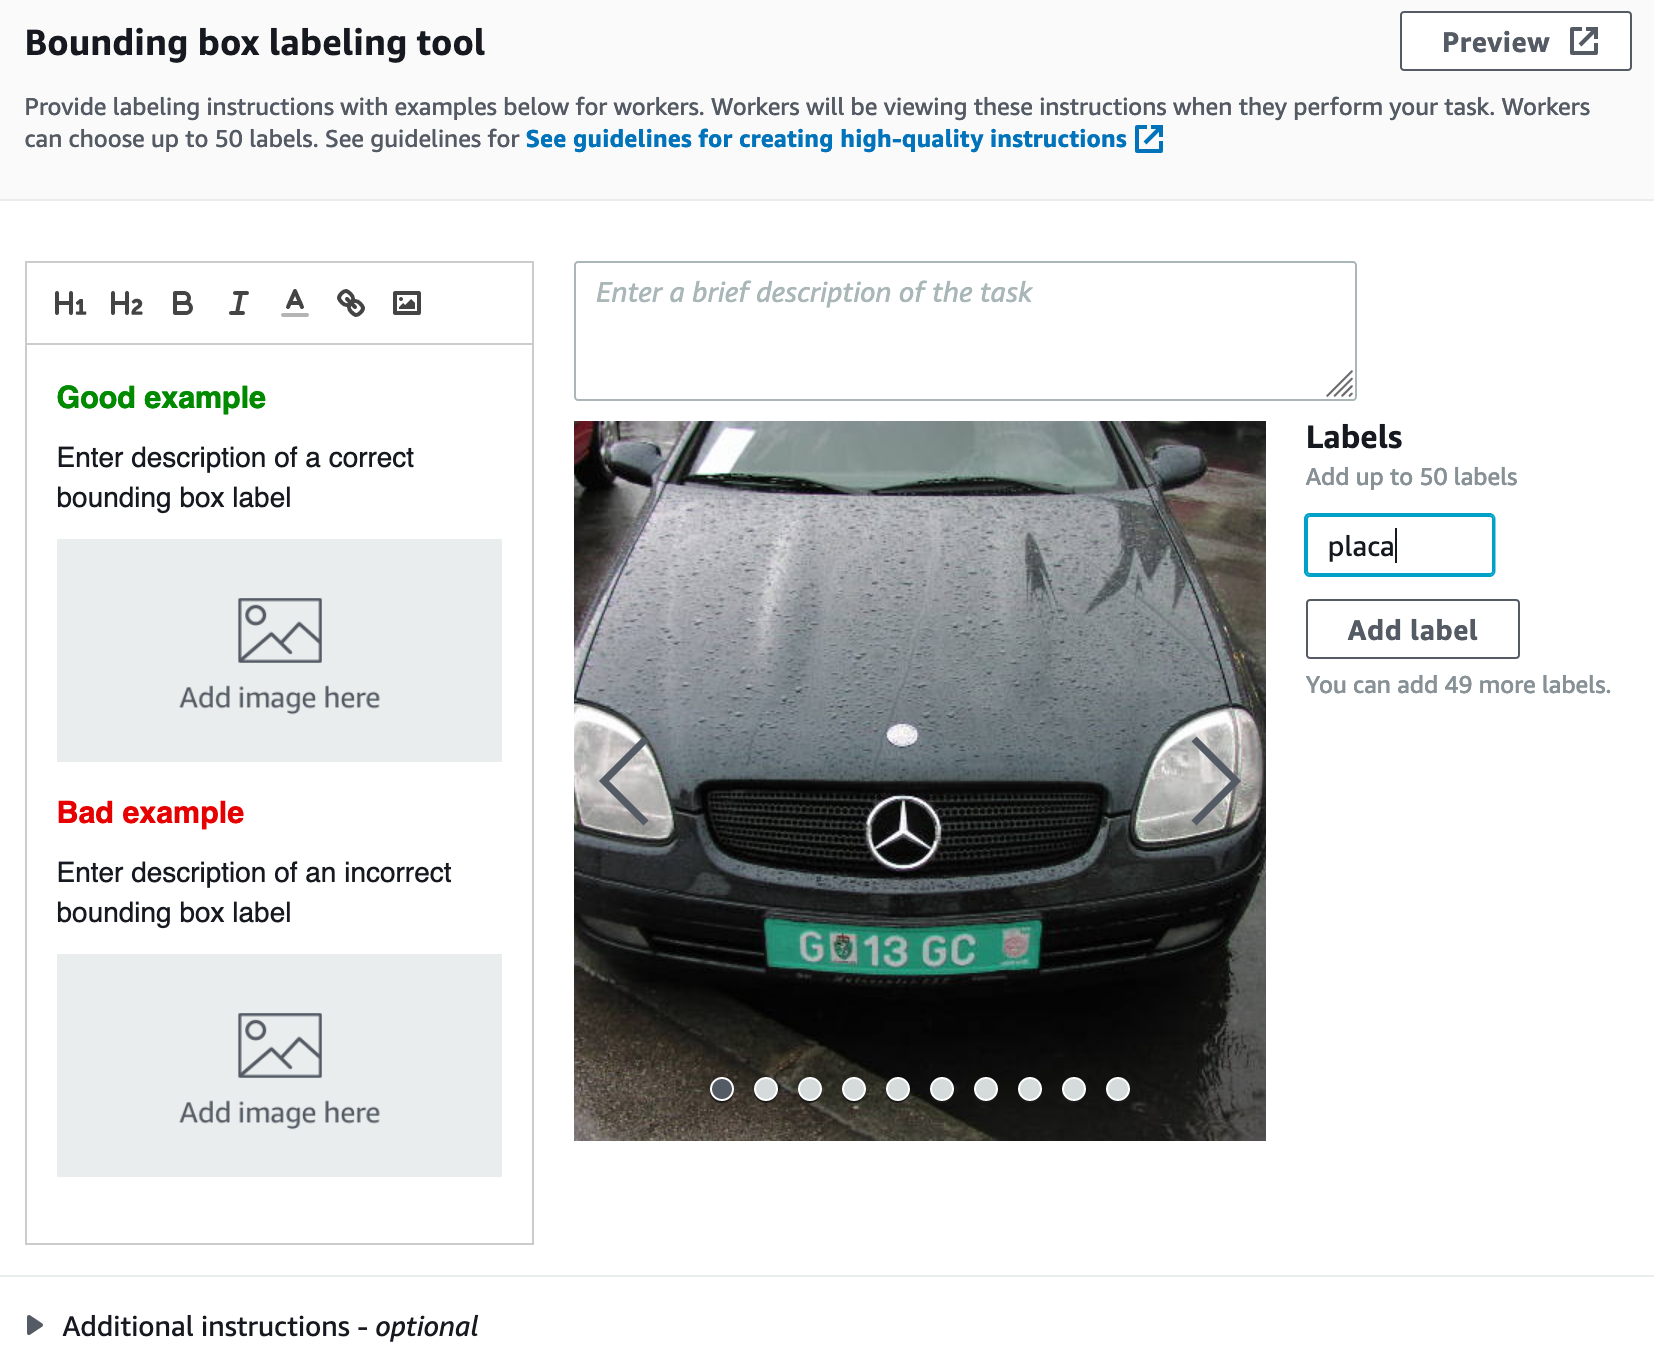 Bounding box labeling tool
Preview
Provide labeling instructions with examples below for workers. Workers will be viewing these instructions when they perform your task. Workers
can choose up to 50 labels. See guidelines for See guidelines for creating high-quality instructions
H1 H2 B I A
Good example
Enter description of a correct
bounding box label
Add image here
Bad example
Enter description of an incorrect
bounding box label
Add image here
Enter a brief description of the task
G 13 GC
Labels
Add up to 50 labels
placa
Add label
You can add 49 more labels.
Additional instructions - optional